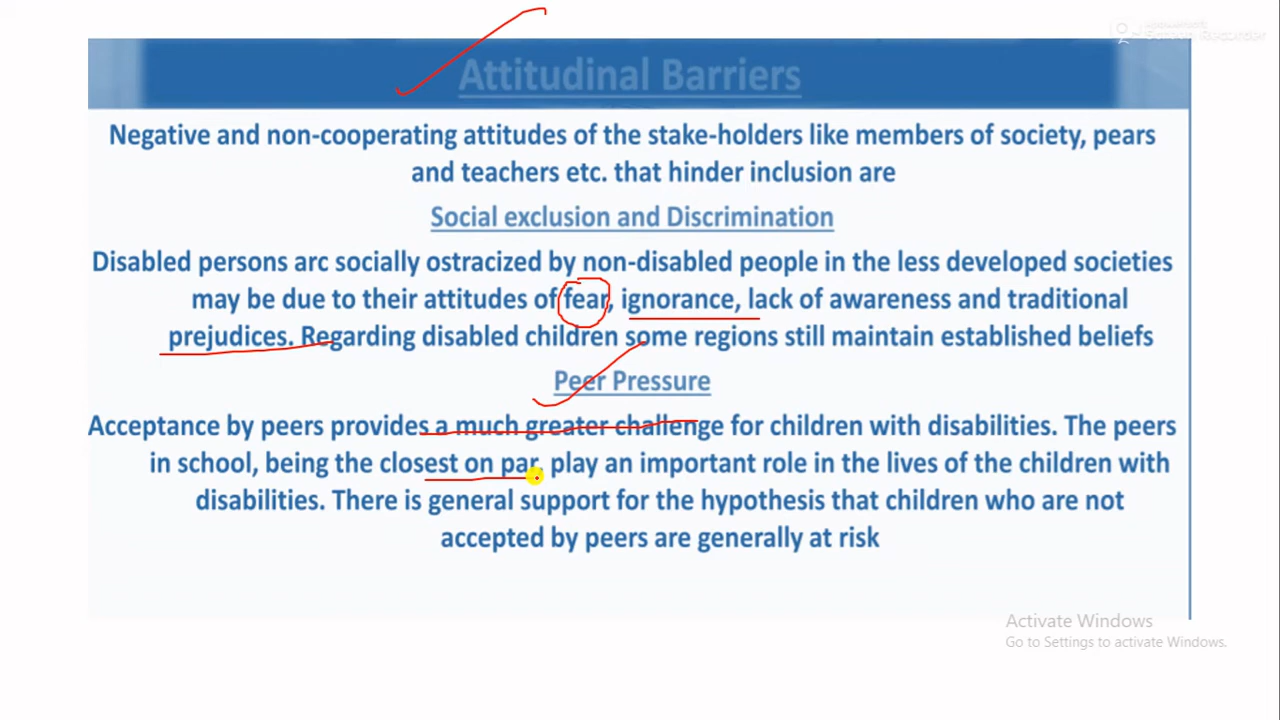 Attitudinal Barriers
Negative and non-cooperating attitudes of the stake-holders like members of society, pears
and teachers etc. that hinder inclusion are
Social exclusion and Discrimination
Disabled persons arc socially ostracized by non-disabled people in the less developed societies
may be due to their attitudes of fear, ignorance, lack of awareness and traditional
prejudices. Regarding disabled children some regions still maintain established beliefs
Peer Pressure
Acceptance by peers provides a much greater challenge for children with disabilities. The peers
in school, being the closest on par, play an important role in the lives of the children with
disabilities. There is general support for the hypothesis that children who are not
accepted by peers are generally at risk
Activate Windows
Go to Settings to activate Windows.